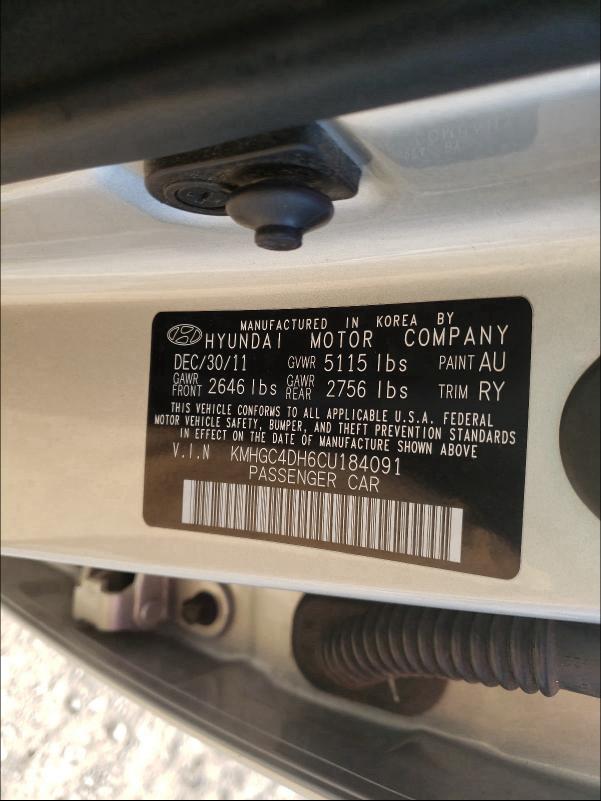 MANUFACTURED IN KOREA BY
HYUNDAI MOTOR COMPANY
DEC/30/11 GVWR 5115 lbs PAINT AU
GAWR FRONT 2646 lbs GAWR REAR 2756 lbs TRIM RY
THIS VEHICLE CONFORMS TO ALL APPLICABLE U.S.A. FEDERAL
MOTOR VEHICLE SAFETY, BUMPER, AND THEFT PREVENTION STANDARDS
IN EFFECT ON THE DATE OF MANUFACTURE SHOWN ABOVE
V.I.N KMHGC4DH6CU184091
PASSENGER CAR